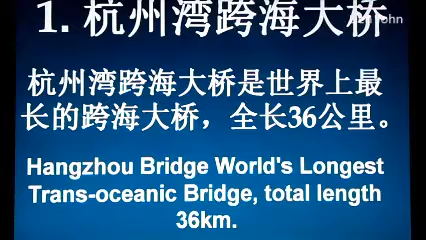 1. 杭州湾跨海大桥
杭州湾跨海大桥是世界上最
长的跨海大桥，全长36公里。
Hangzhou Bridge World's Longest
Trans-oceanic Bridge, total length
36km.